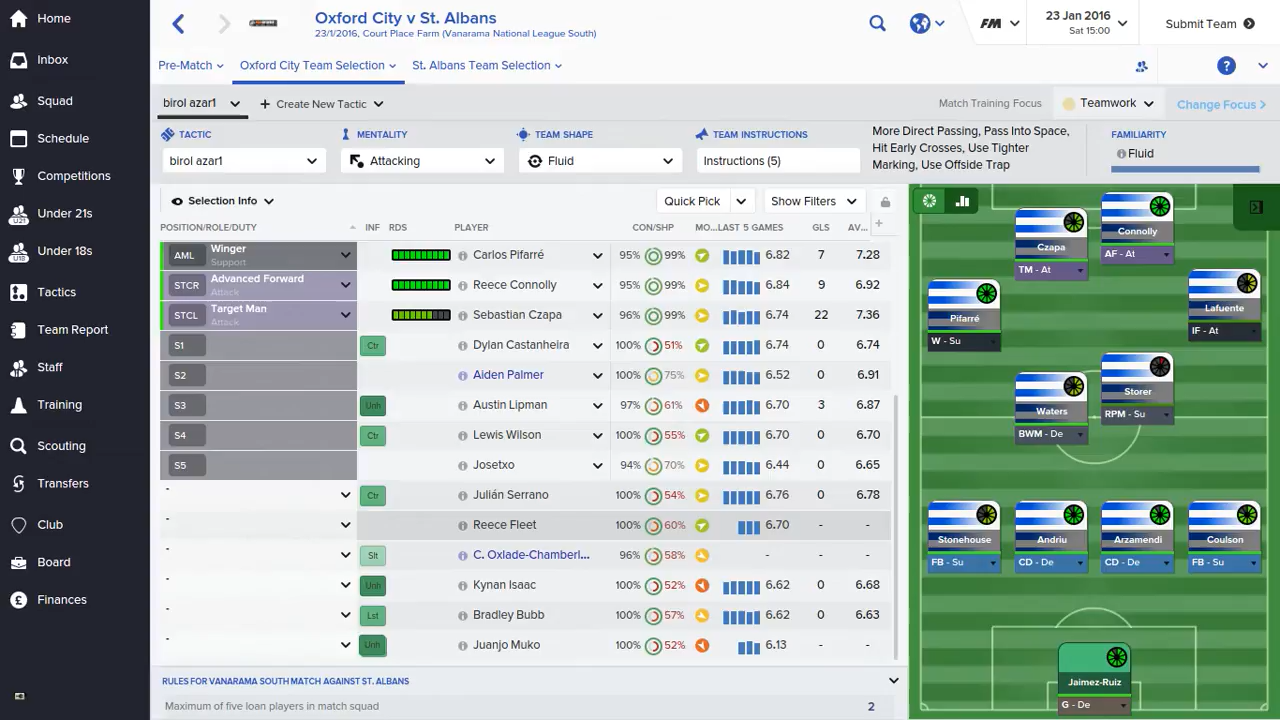 Home
Inbox
Squad
Schedule
Competitions
U21
Under 21s
U18
Under 18s
Tactics
Team Report
Staff
Training
Scouting
Transfers
Club
Board
Finances
Oxford City v St. Albans
23/1/2016, Court Place Farm (Vanarama National League South)
FM
23 Jan 2016
Sat 15:00
Submit Team
Pre-Match
Oxford City Team Selection
St. Albans Team Selection
?
birol azar1
+ Create New Tactic
Match Training Focus
Teamwork
Change Focus
TACTIC
birol azar1
MENTALITY
Attacking
TEAM SHAPE
Fluid
TEAM INSTRUCTIONS
Instructions (5)
More Direct Passing, Pass Into Space,
Hit Early Crosses, Use Tighter
Marking, Use Offside Trap
FAMILIARITY
Fluid
Selection Info
Quick Pick
Show Filters
POSITION/ROLE/DUTY INF RDS PLAYER CON/SHP MO... LAST 5 GAMES GLS AV... +
AML Winger Support Carlos Pifarré 95% 99% 6.82 7 7.28
STCR Advanced Forward Attack Reece Connolly 95% 99% 6.84 9 6.92
STCL Target Man Attack Sebastian Czapa 96% 99% 6.74 22 7.36
S1 Ctr Dylan Castanheira 100% 51% 6.74 0 6.74
S2 Aiden Palmer 100% 75% 6.52 0 6.91
S3 Unh Austin Lipman 97% 61% 6.70 3 6.87
S4 Ctr Lewis Wilson 100% 55% 6.70 0 6.70
S5 Josetxo 94% 70% 6.44 0 6.65
- Ctr Julián Serrano 100% 54% 6.76 0 6.78
- Reece Fleet 100% 60% 6.70 - -
- Slt C. Oxlade-Chamberl... 96% 58% - - -
- Unh Kynan Isaac 100% 52% 6.62 0 6.68
- Lst Bradley Bubb 100% 57% 6.62 0 6.63
- Unh Juanjo Muko 100% 52% 6.13 - -
RULES FOR VANARAMA SOUTH MATCH AGAINST ST. ALBANS
Maximum of five loan players in match squad 2
Czapa
TM - At
Connolly
AF - At
Pifarré
W - Su
Lafuente
IF - At
Waters
BWM - De
Storer
RPM - Su
Stonehouse
FB - Su
Andriu
CD - De
Arzamendi
CD - De
Coulson
FB - Su
Jaimez-Ruiz
G - De